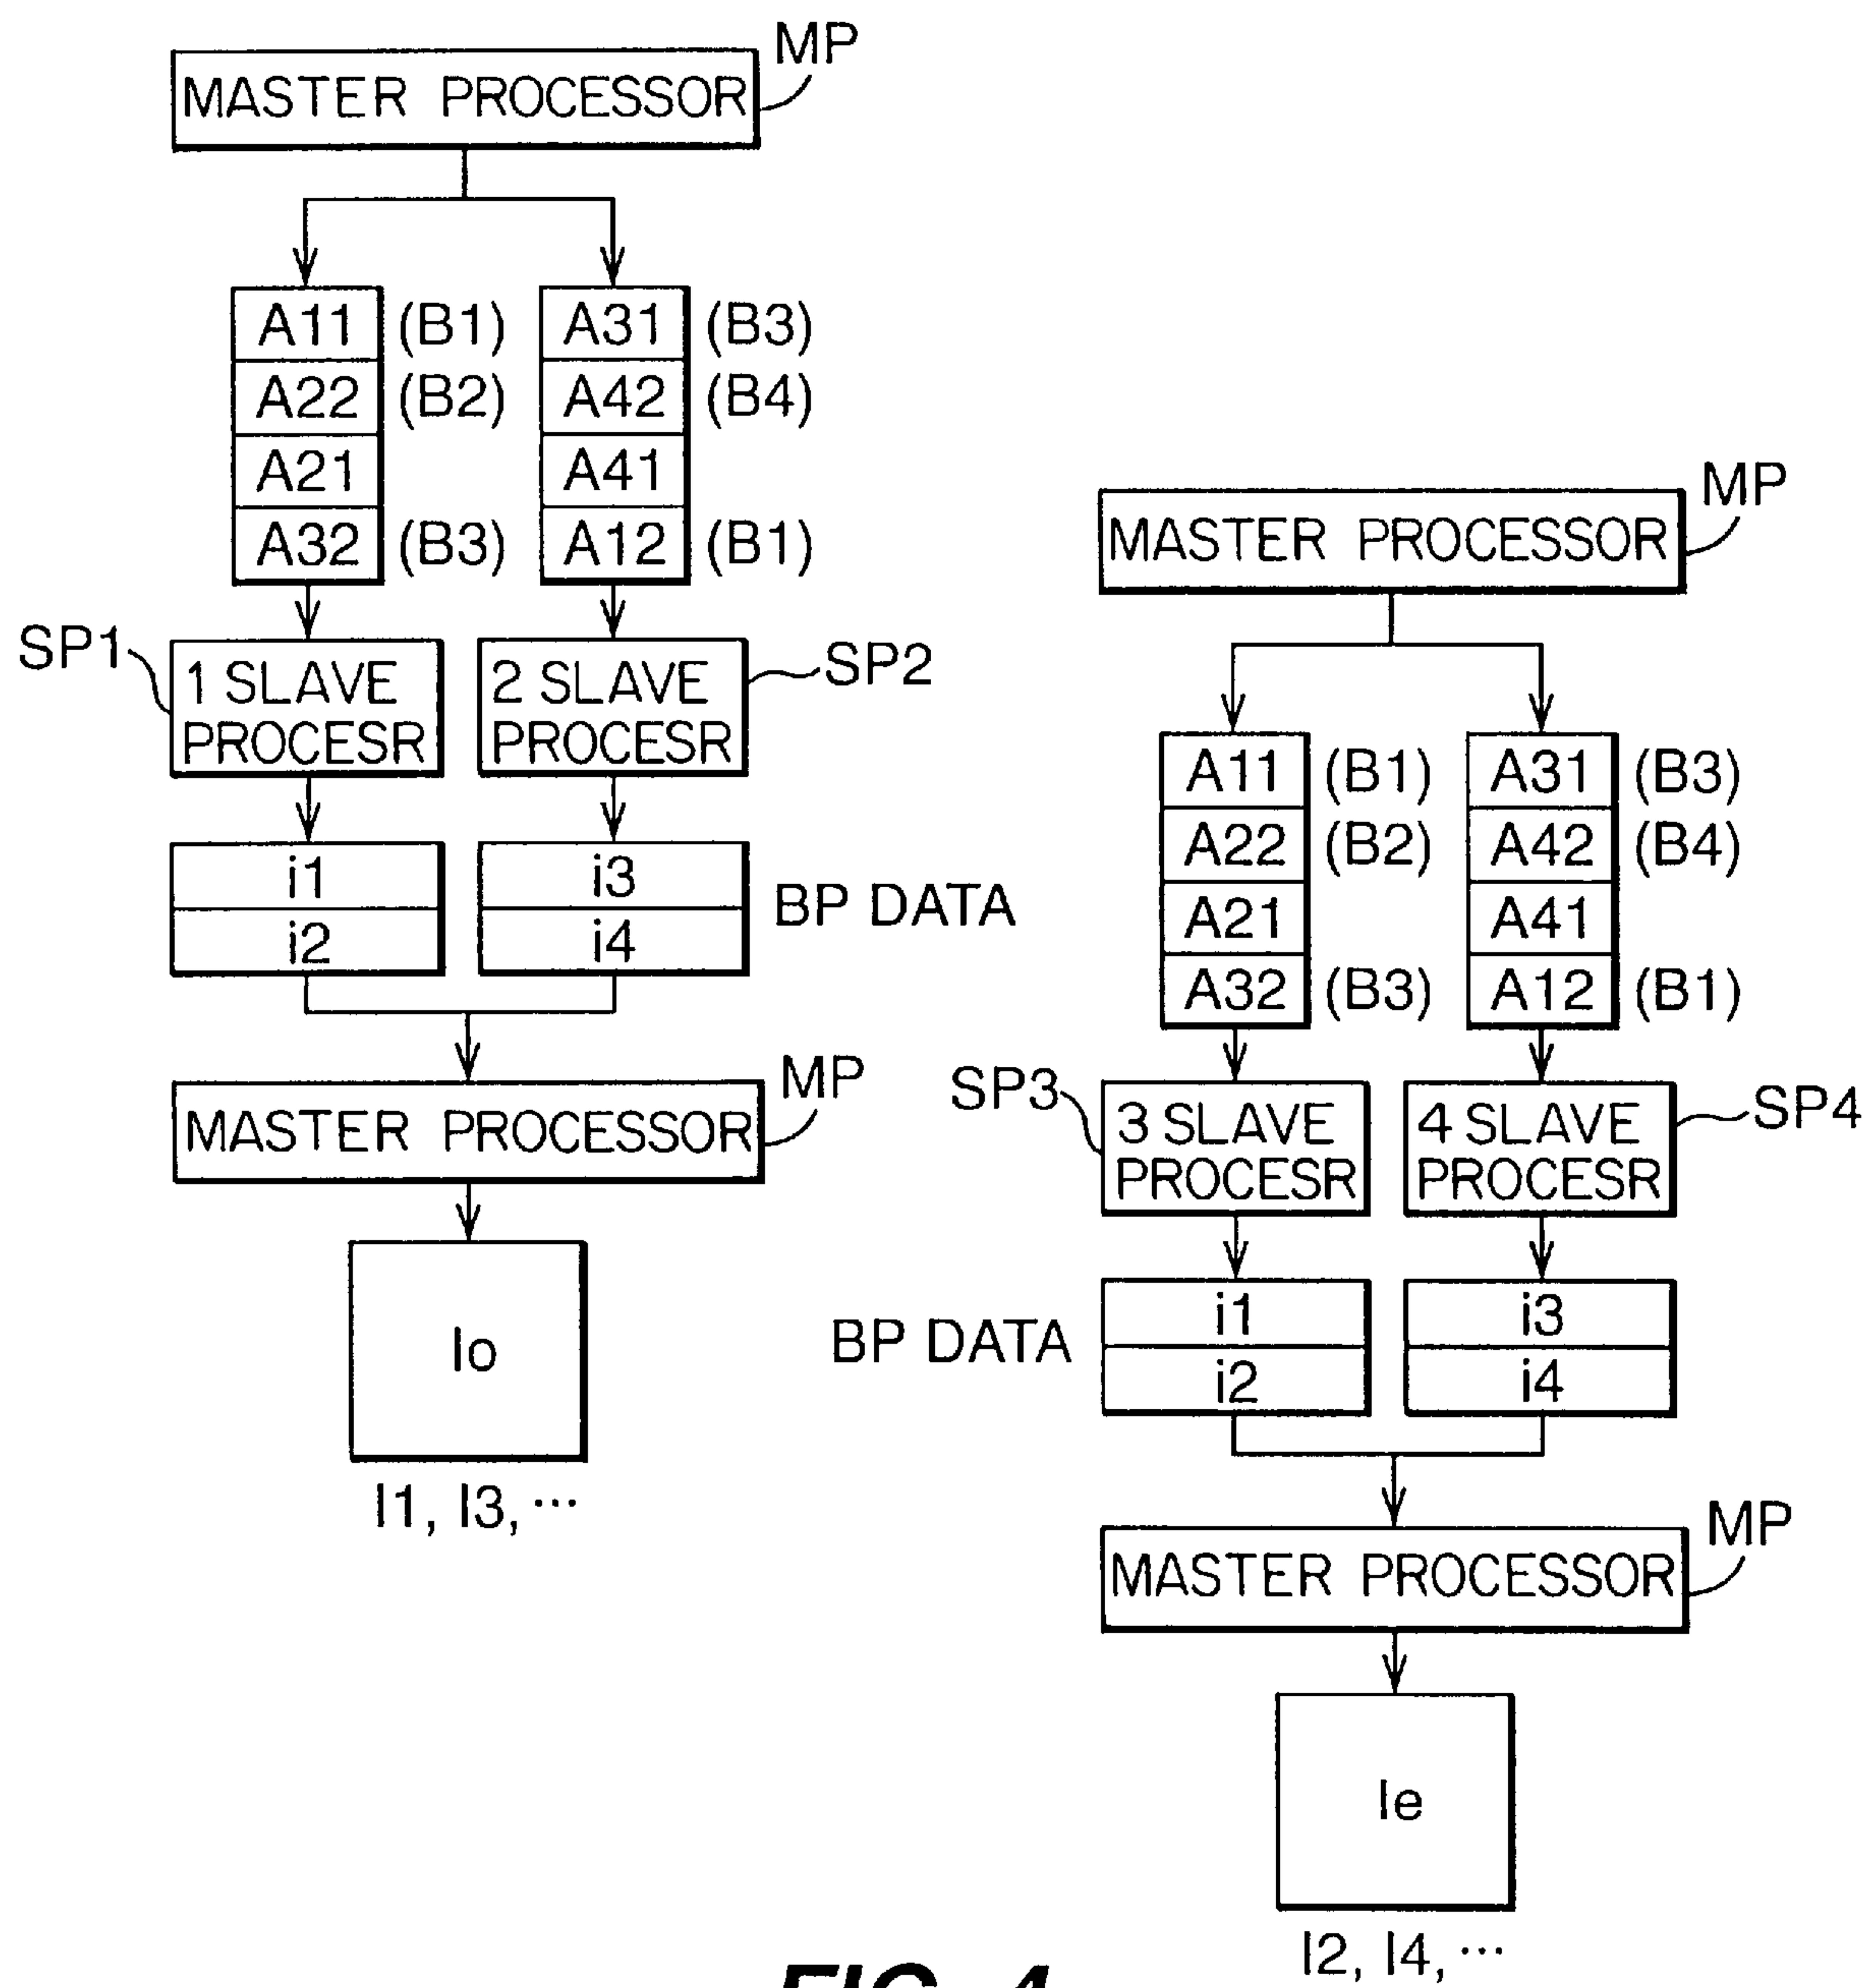 MP
MASTER PROCESSOR
A11 (B1) A31 (B3)
A22 (B2) A42 (B4)
A21 A41
A32 (B3) A12 (B1)
SP1
1 SLAVE
PROCESR
2 SLAVE
PROCESR
SP2
i1 i3
i2 i4
BP DATA
MP
MASTER PROCESSOR
Io
I1, I3, ···
MP
MASTER PROCESSOR
A11 (B1) A31 (B3)
A22 (B2) A42 (B4)
A21 A41
A32 (B3) A12 (B1)
SP3
3 SLAVE
PROCESR
4 SLAVE
PROCESR
SP4
BP DATA
i1 i3
i2 i4
MP
MASTER PROCESSOR
Ie
I2, I4, ···
FIG. 4